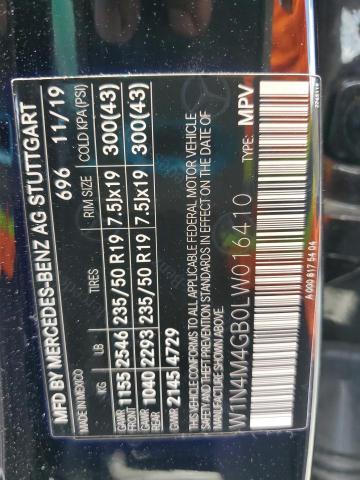 MFD BY MERCEDES-BENZ AG STUTTGART
MADE IN MEXICO 696 11/19
KG LB TIRES RIM SIZE COLD KPA (PSI)
GAWR FRONT 1155 2546 235/50 R19 7.5Jx19 300(43)
GAWR REAR 1040 2293 235/50 R19 7.5Jx19 300(43)
GVWR 2145 4729
THIS VEHICLE CONFORMS TO ALL APPLICABLE FEDERAL MOTOR VEHICLE
SAFETY, BUMPER, AND THEFT PREVENTION STANDARDS IN EFFECT ON THE DATE OF
MANUFACTURE SHOWN ABOVE.
W1N4M4GB0LW016410 TYPE: MPV
A 000 817 54 04